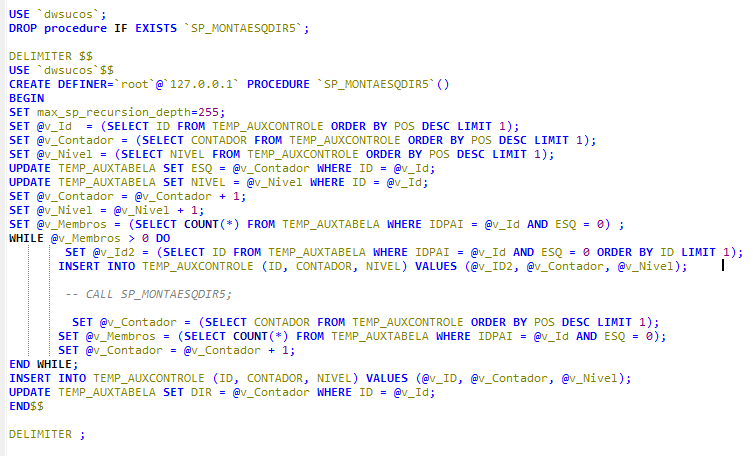 USE `dwsucos`;
DROP procedure IF EXISTS `SP_MONTAESQDIR5`;
DELIMITER $$
USE `dwsucos`$$
CREATE DEFINER=`root`@`127.0.0.1` PROCEDURE `SP_MONTAESQDIR5`()
BEGIN
SET max_sp_recursion_depth=255;
SET @v_Id  = (SELECT ID FROM TEMP_AUXCONTROLE ORDER BY POS DESC LIMIT 1);
SET @v_Contador = (SELECT CONTADOR FROM TEMP_AUXCONTROLE ORDER BY POS DESC LIMIT 1);
SET @v_Nivel = (SELECT NIVEL FROM TEMP_AUXCONTROLE ORDER BY POS DESC LIMIT 1);
UPDATE TEMP_AUXTABELA SET ESQ = @v_Contador WHERE ID = @v_Id;
UPDATE TEMP_AUXTABELA SET NIVEL = @v_Nivel WHERE ID = @v_Id;
SET @v_Contador = @v_Contador + 1;
SET @v_Nivel = @v_Nivel + 1;
SET @v_Membros = (SELECT COUNT(*) FROM TEMP_AUXTABELA WHERE IDPAI = @v_Id AND ESQ = 0) ;
WHILE @v_Membros > 0 DO
SET @v_Id2 = (SELECT ID FROM TEMP_AUXTABELA WHERE IDPAI = @v_Id AND ESQ = 0 ORDER BY ID LIMIT 1);
INSERT INTO TEMP_AUXCONTROLE (ID, CONTADOR, NIVEL) VALUES (@v_ID2, @v_Contador, @v_Nivel);
-- CALL SP_MONTAESQDIR5;
SET @v_Contador = (SELECT CONTADOR FROM TEMP_AUXCONTROLE ORDER BY POS DESC LIMIT 1);
SET @v_Membros = (SELECT COUNT(*) FROM TEMP_AUXTABELA WHERE IDPAI = @v_Id AND ESQ = 0);
SET @v_Contador = @v_Contador + 1;
END WHILE;
INSERT INTO TEMP_AUXCONTROLE (ID, CONTADOR, NIVEL) VALUES (@v_ID, @v_Contador, @v_Nivel);
UPDATE TEMP_AUXTABELA SET DIR = @v_Contador WHERE ID = @v_Id;
END$$
DELIMITER ;